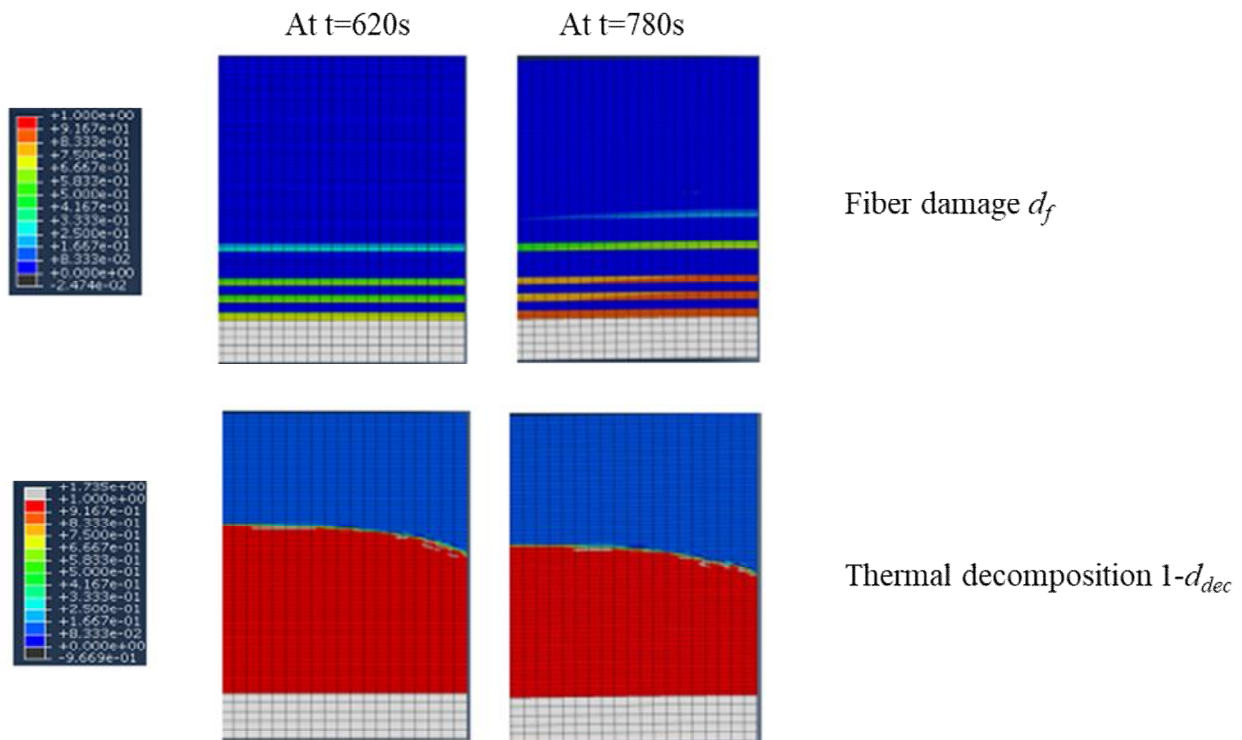 At t=620s At t=780s
+1.000e+00
+9.167e-01
+8.333e-01
+7.500e-01
+6.667e-01
+5.833e-01
+5.000e-01
+4.167e-01
+3.333e-01
+2.500e-01
+1.667e-01
+8.333e-02
+0.000e+00
-2.474e-02
Fiber damage d_f
+1.735e+00
+1.000e+00
+9.167e-01
+8.333e-01
+7.500e-01
+6.667e-01
+5.833e-01
+5.000e-01
+4.167e-01
+3.333e-01
+2.500e-01
+1.667e-01
+8.333e-02
+0.000e+00
-9.669e-01
Thermal decomposition 1-d_dec